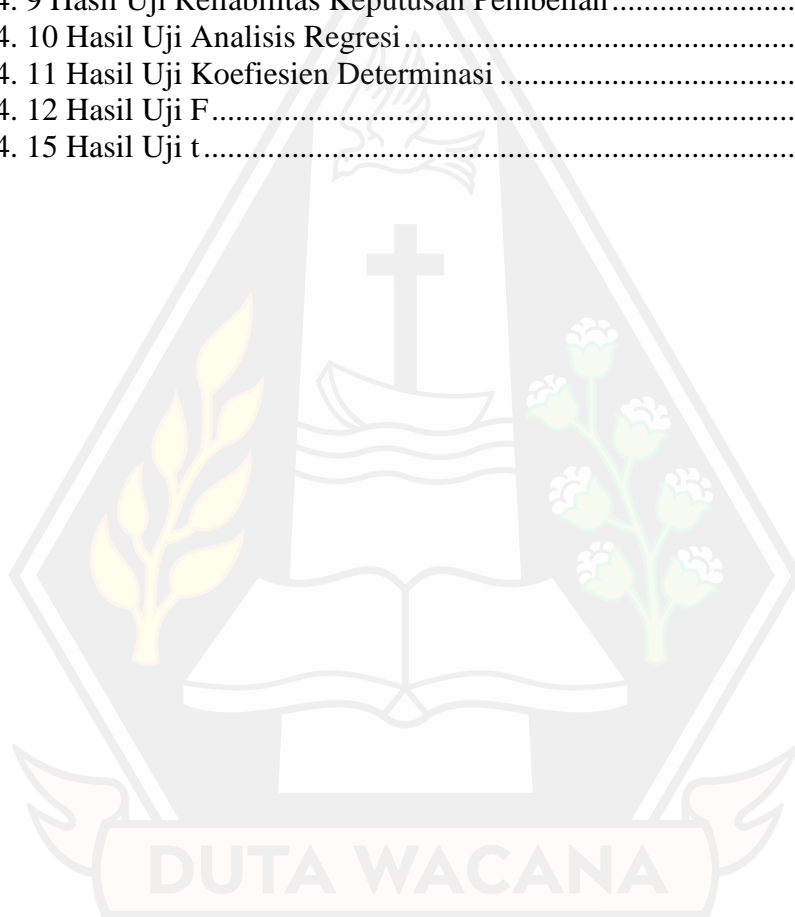 4. 9 Hasil Uji Reliabilitas Keputusan Pembelian.......................
4. 10 Hasil Uji Analisis Regresi.................................................
4. 11 Hasil Uji Koefiesien Determinasi.....................................
4. 12 Hasil Uji F.........................................................................
4. 15 Hasil Uji t..........................................................................
DUTA WACANA